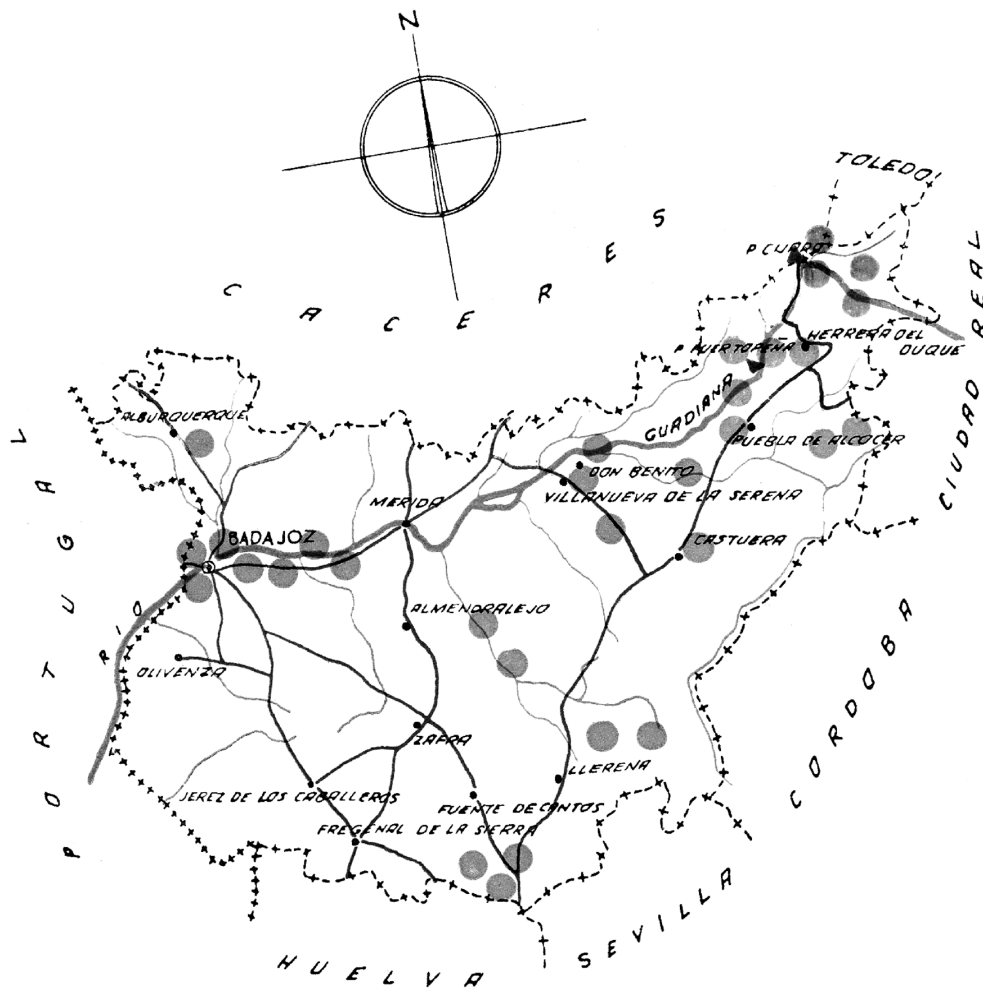 N
TOLEDO
CACERES
P. CIJARA
CIUDAD REAL
HERRERA DEL
DUQUE
P. PUERTOPEÑA
ALBURQUERQUE
GUADIANA
PUEBLA DE ALCOCER
DON BENITO
VILLANUEVA DE LA SERENA
MERIDA
BADAJOZ
CASTUERA
PORTUGAL
RIO
ALMENDRALEJO
OLIVENZA
CORDOBA
ZAFRA
LLERENA
JEREZ DE LOS CABALLEROS
FUENTE DE CANTOS
FREGENAL DE LA SIERRA
SEVILLA
HUELVA